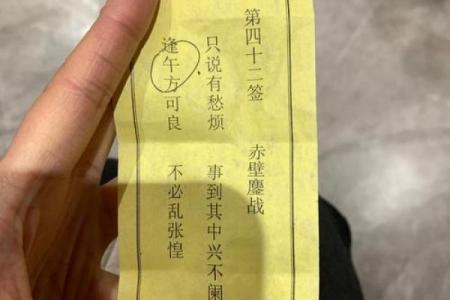 第四十二签 赤壁鏖战
只说有愁烦 事到其中兴不阑
逢午方可良 不必乱张惶